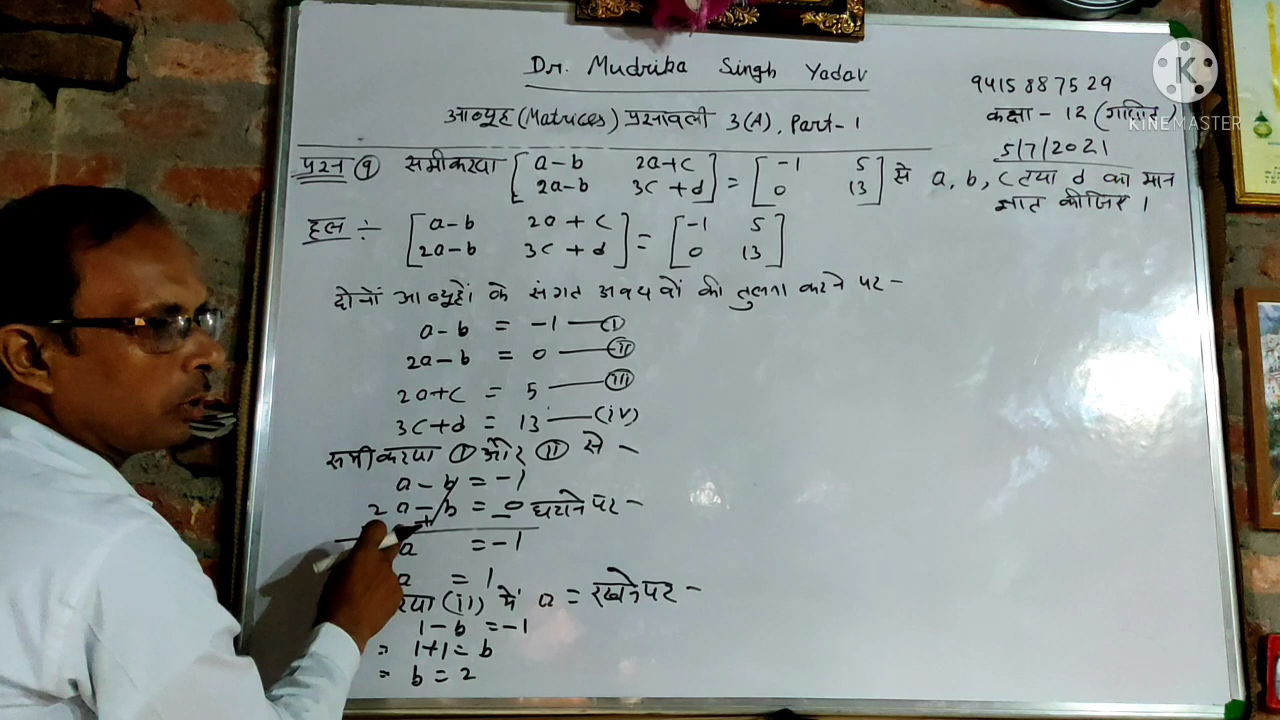 Dr. Mudrika Singh Yadav
9415887529
आव्यूह (Matrices) प्रश्नावली 3(A), Part-1
कक्षा - 12 (गणित)
KINEMASTER
5/7/2021
प्रश्न ① समीकरण [a-b 2a+c] = [-1 5] से a, b, c तथा d का मान
[2a-b 3c+d] [0 13] ज्ञात कीजिए।
हल ÷ [a-b 2a+c] = [-1 5]
[2a-b 3c+d] [0 13]
दोनों आव्यूहों के संगत अवयवों की तुलना करने पर -
a-b = -1 — (I)
2a-b = 0 — (II)
2a+c = 5 — (III)
3c+d = 13 — (iv)
समीकरण (I) और (II) से -
a-b = -1
2a-b = 0 घटाने पर -
- + -
a = -1
a = 1
में a = रखने पर -
1-b = -1
= 1+1 = b
= b = 2